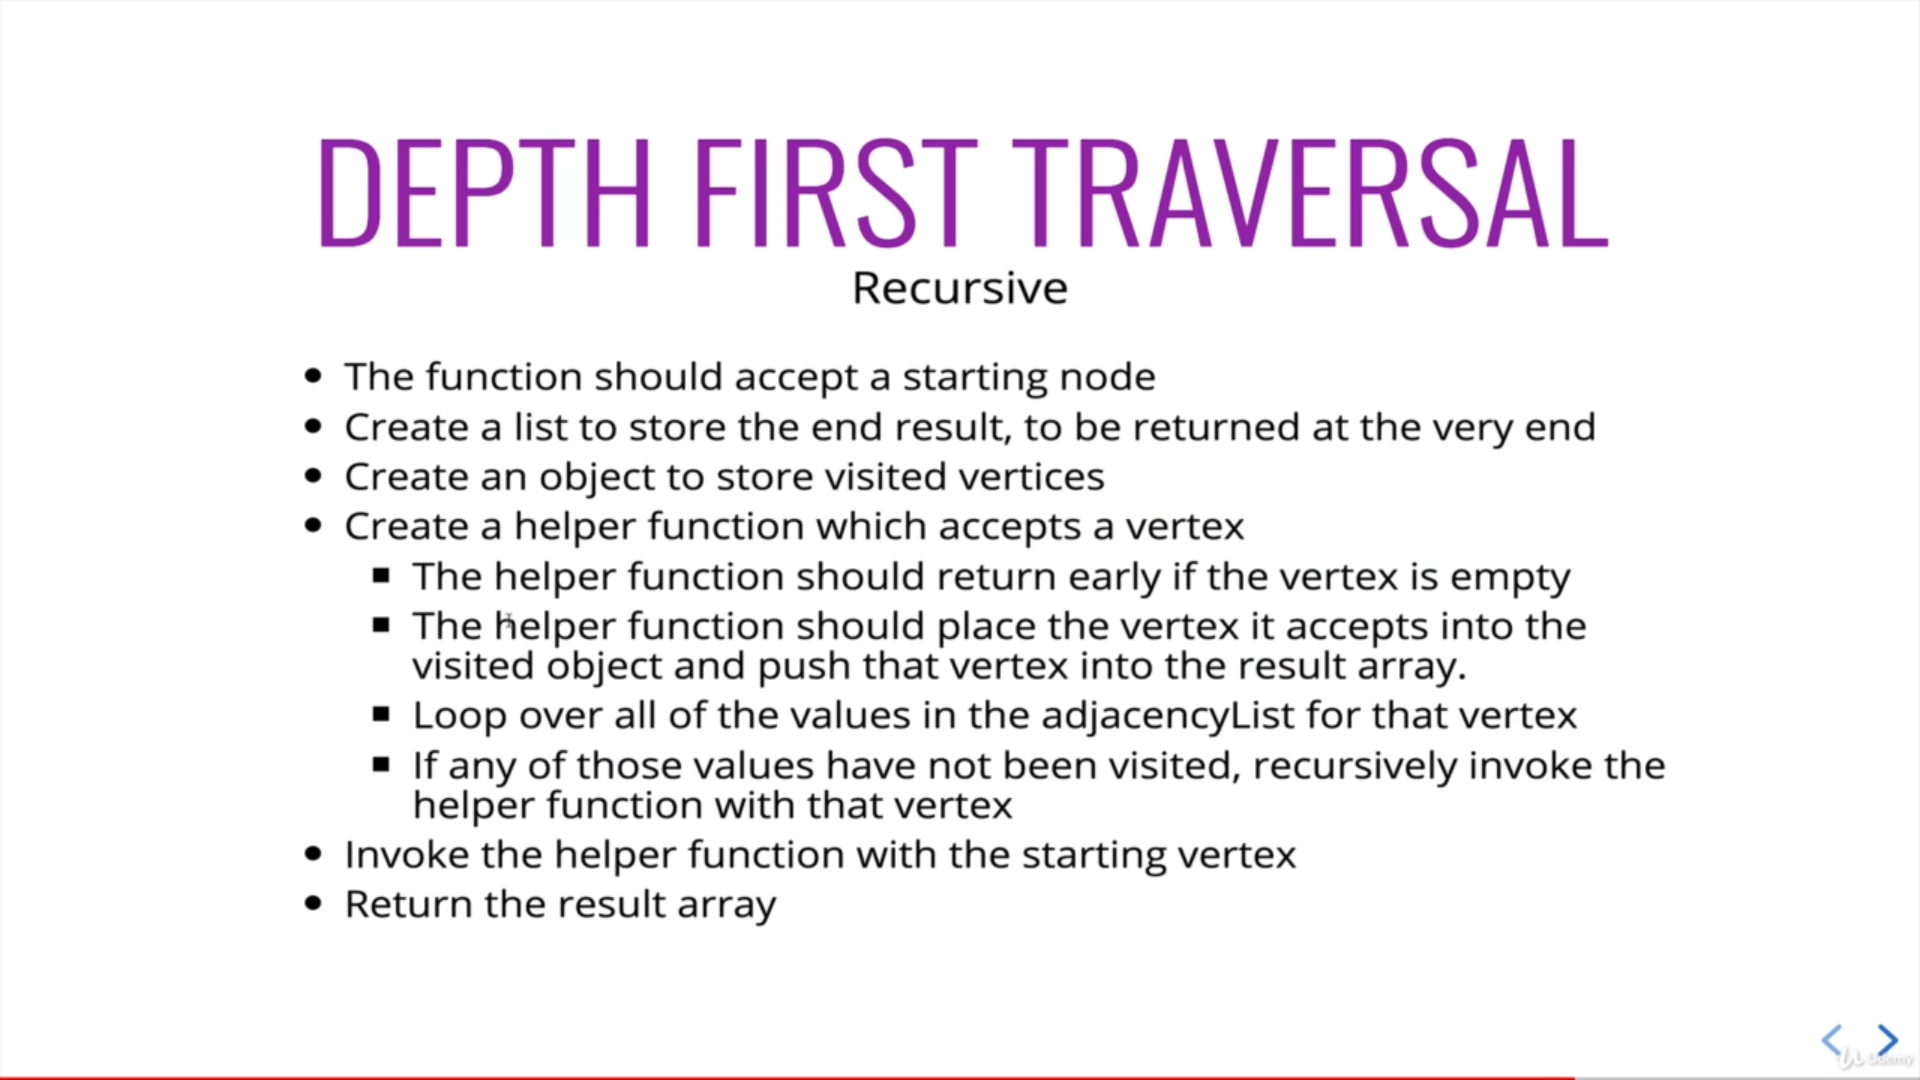 DEPTH FIRST TRAVERSAL
Recursive
The function should accept a starting node
Create a list to store the end result, to be returned at the very end
Create an object to store visited vertices
Create a helper function which accepts a vertex
The helper function should return early if the vertex is empty
The helper function should place the vertex it accepts into the
visited object and push that vertex into the result array.
Loop over all of the values in the adjacencyList for that vertex
If any of those values have not been visited, recursively invoke the
helper function with that vertex
Invoke the helper function with the starting vertex
Return the result array
Udemy